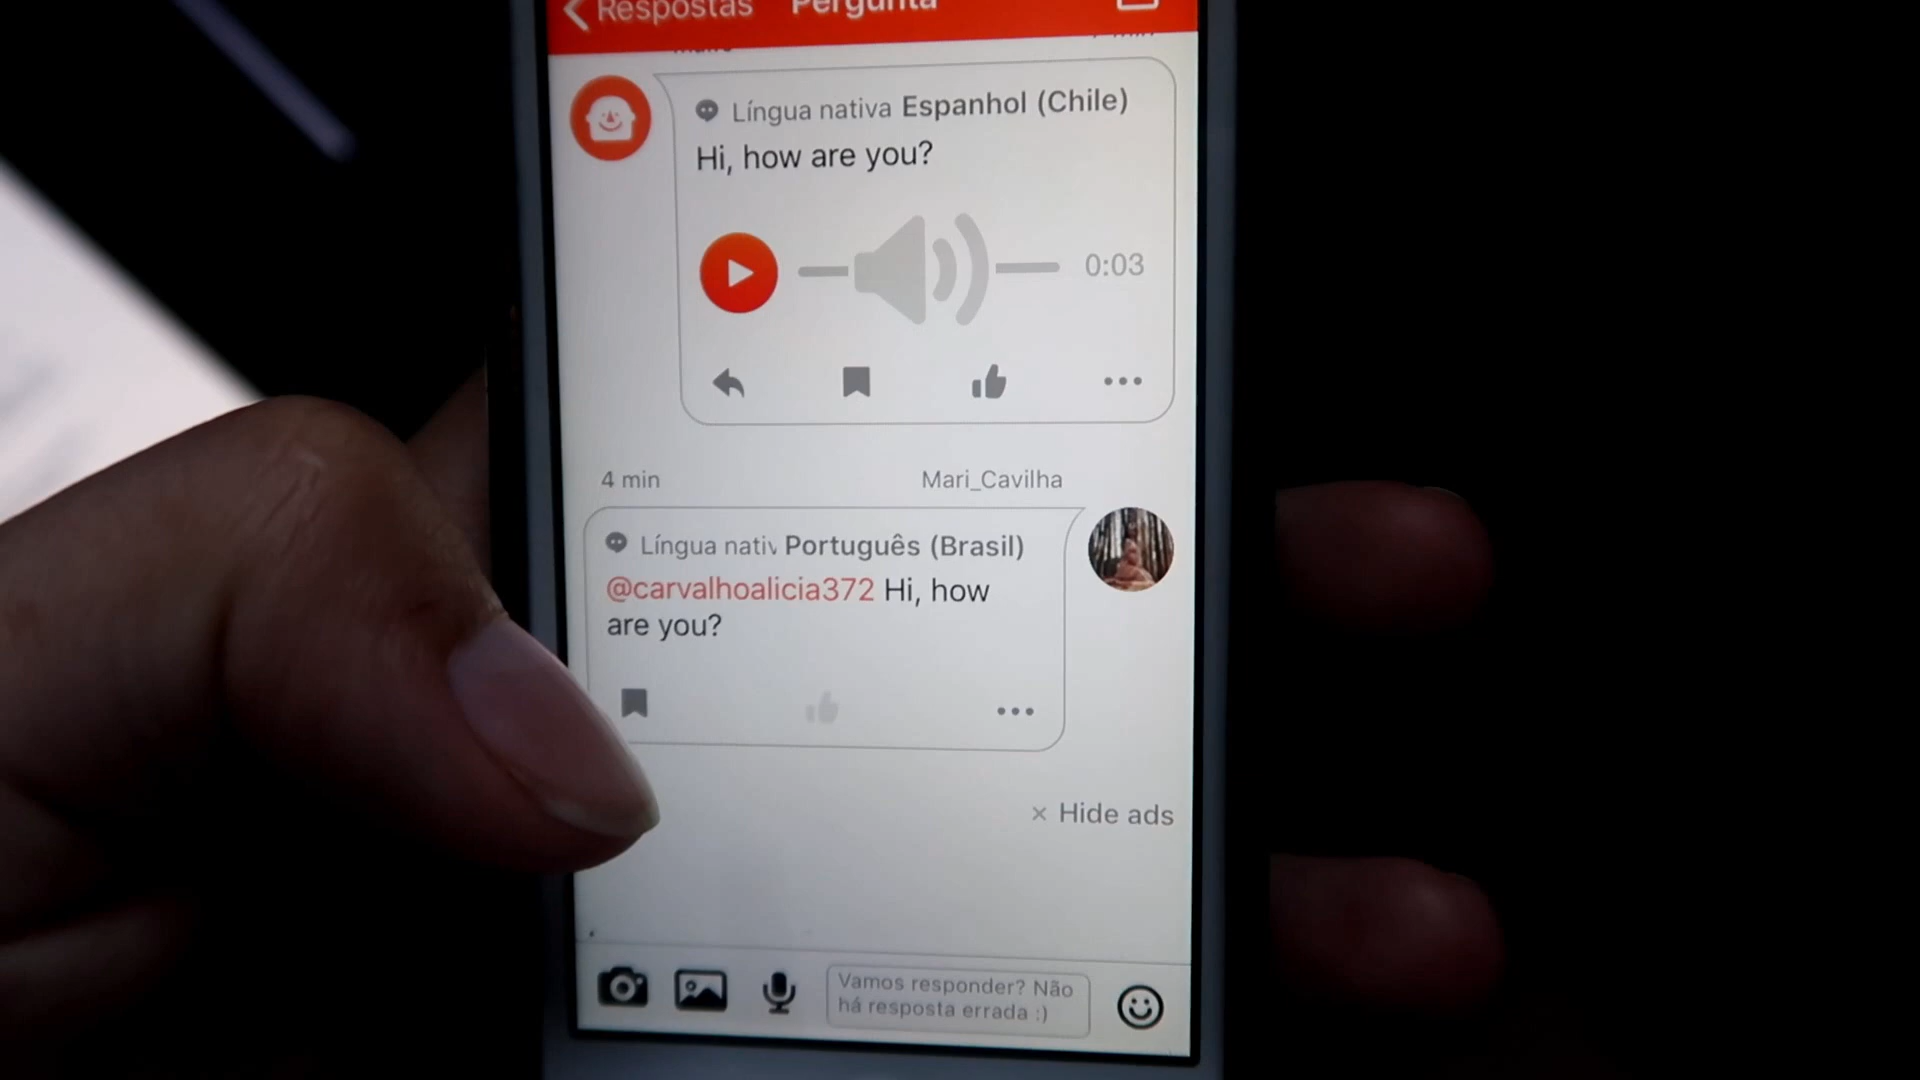 Respostas Pergunta
Língua nativa Espanhol (Chile)
Hi, how are you?
0:03
4 min Mari_Cavilha
Língua nativ Português (Brasil)
@carvalhoalicia372 Hi, how
are you?
× Hide ads
Vamos responder? Não
há resposta errada :)